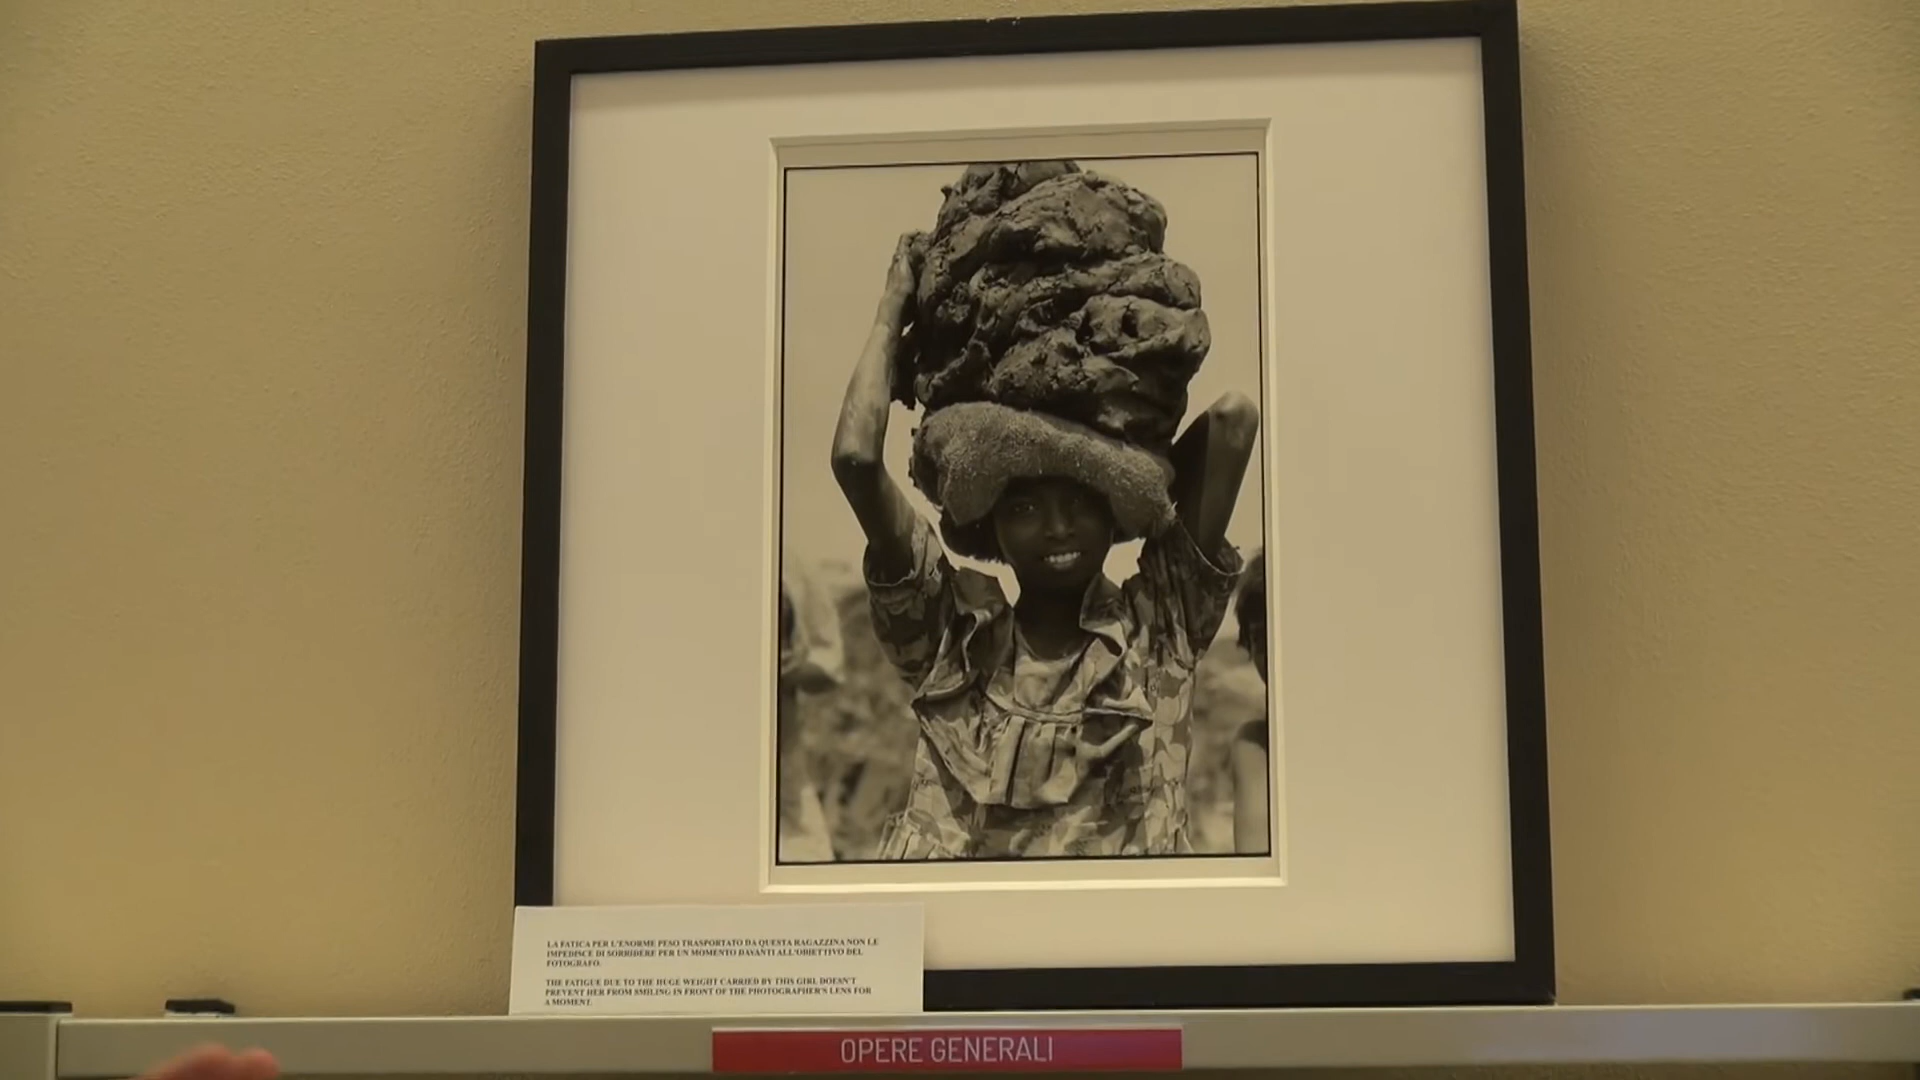 LA FATICA PER L'ENORME PESO TRASPORTATO DA QUESTA RAGAZZINA NON LE
IMPEDISCE DI SORRIDERE PER UN MOMENTO DAVANTI ALL'OBIETTIVO DEL
FOTOGRAFO.
THE FATIGUE DUE TO THE HUGE WEIGHT CARRIED BY THIS GIRL DOESN'T
PREVENT HER FROM SMILING IN FRONT OF THE PHOTOGRAPHER'S LENS FOR
A MOMENT.
OPERE GENERALI